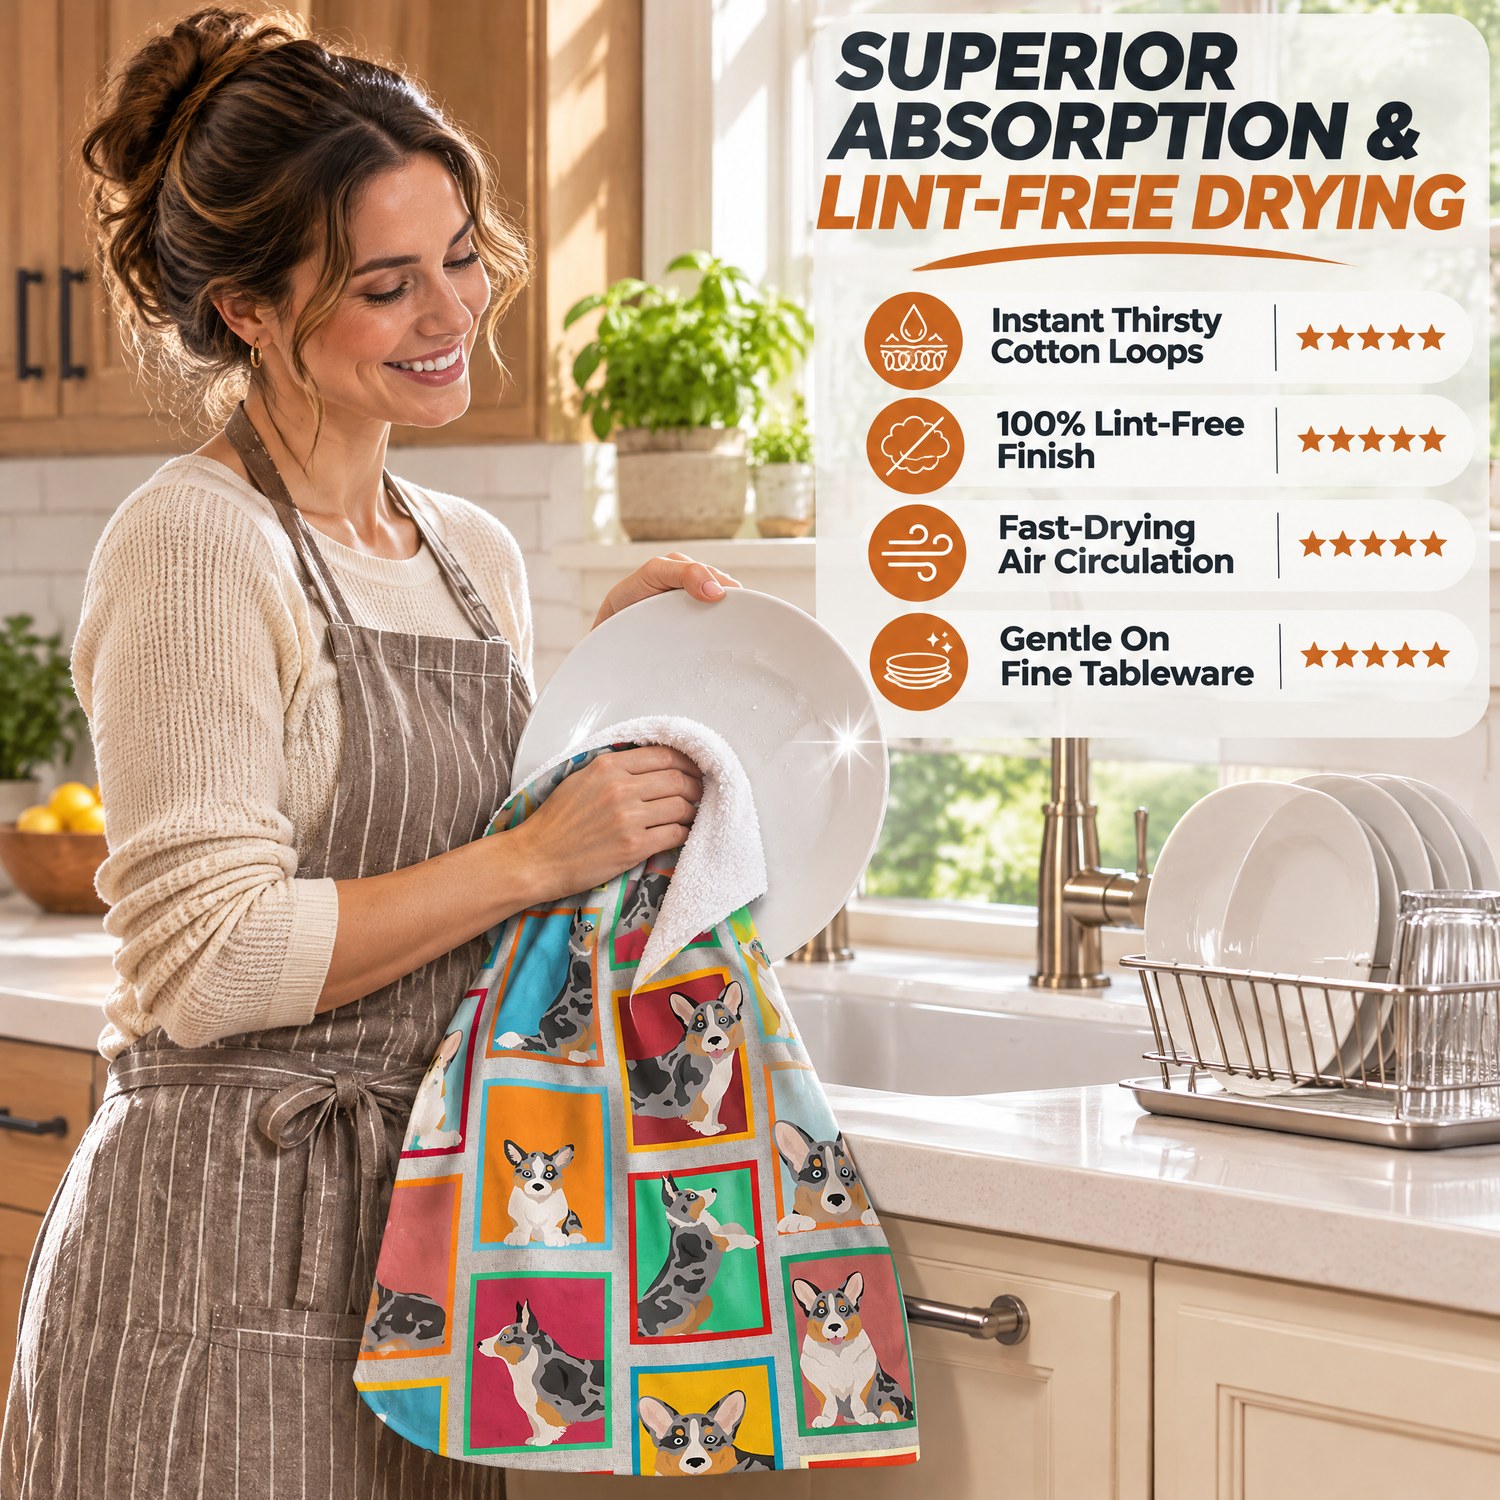 SUPERIOR
ABSORPTION &
LINT-FREE DRYING
Instant Thirsty
Cotton Loops
100% Lint-Free
Finish
Fast-Drying
Air Circulation
Gentle On
Fine Tableware